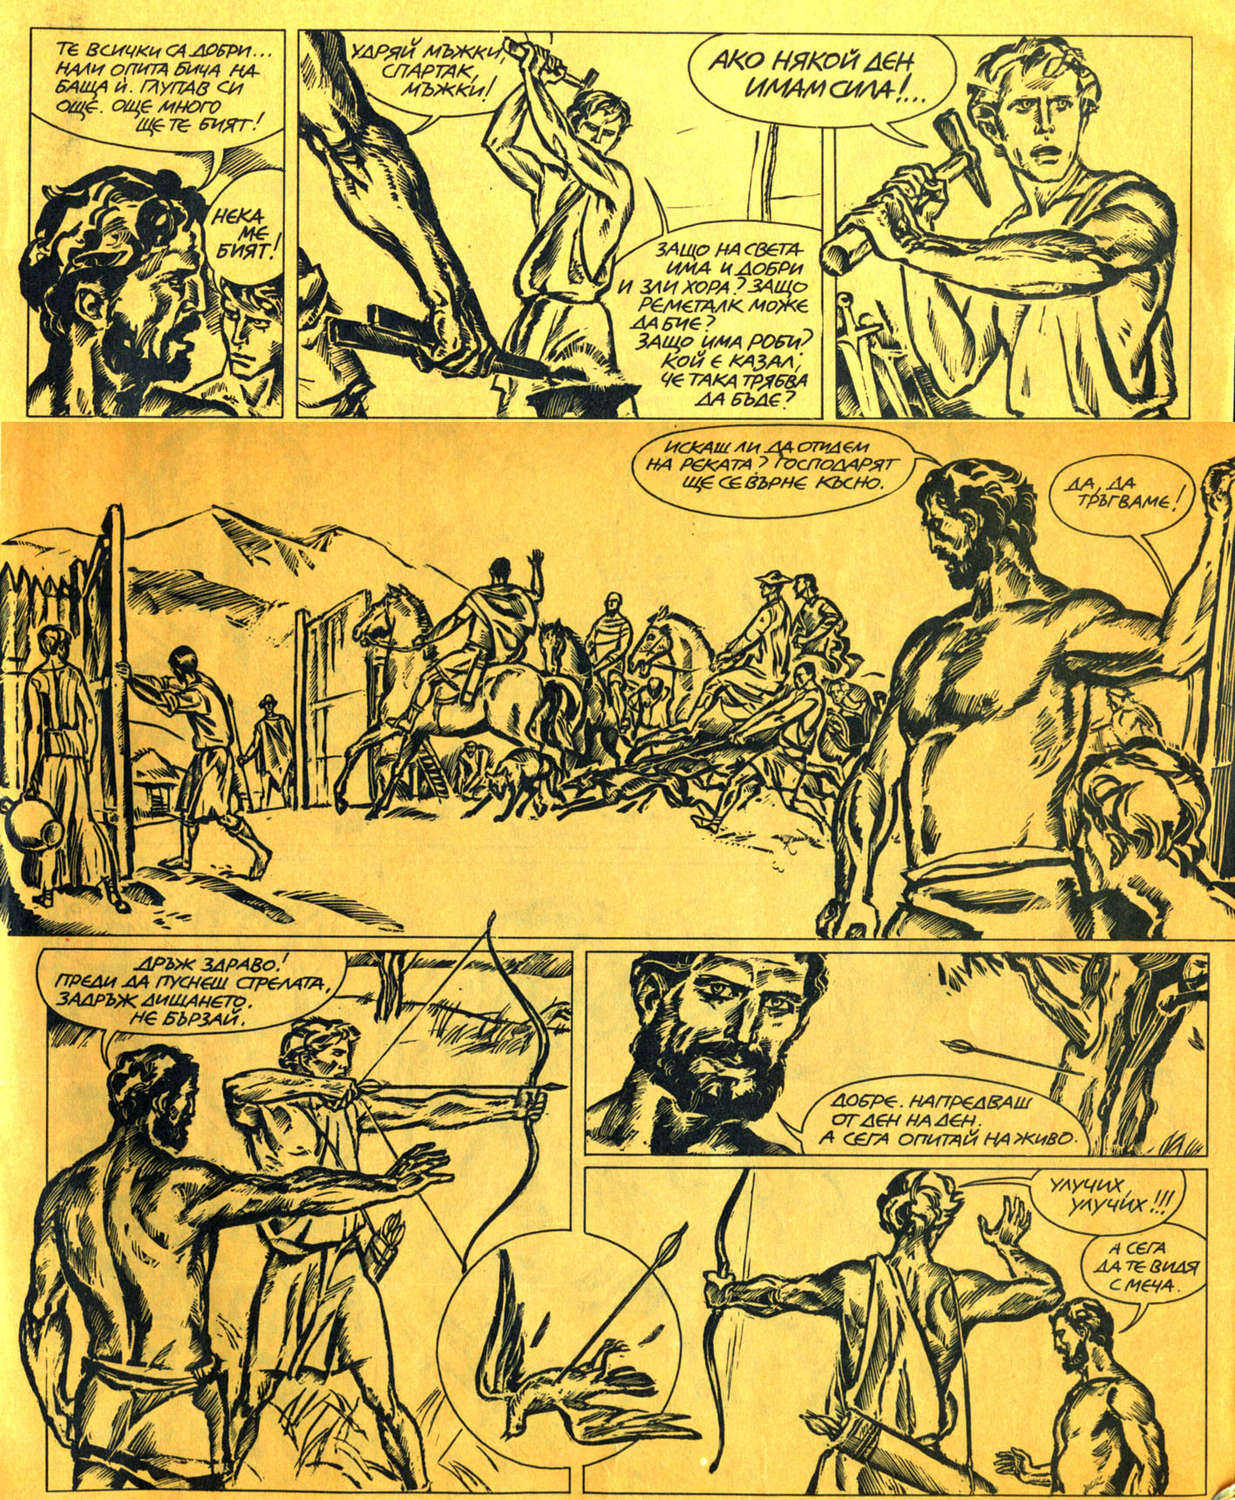 ТЕ ВСИЧКИ СА ДОБРИ...
НАЛИ ОПИТА БИЧА НА
БАЩА Й. ГЛУПАВ СИ
ОЩЕ. ОЩЕ МНОГО
ЩЕ ТЕ БИЯТ!
НЕКА
МЕ
БИЯТ!
УДРЯЙ МЪЖКИ,
СПАРТАК,
МЪЖКИ!
ЗАЩО НА СВЕТА
ИМА И ДОБРИ
И ЗЛИ ХОРА? ЗАЩО
РЕМЕТАЛК МОЖЕ
ДА БИЕ?
ЗАЩО ИМА РОБИ?
КОЙ Е КАЗАЛ,
ЧЕ ТАКА ТРЯБВА
ДА БЪДЕ?
АКО НЯКОЙ ДЕН
ИМАМ СИЛА!...
ИСКАШ ЛИ ДА ОТИДЕМ
НА РЕКАТА? ГОСПОДАРЯТ
ЩЕ СЕ ВЪРНЕ КЪСНО.
ДА, ДА
ТРЪГВАМЕ!
ДРЪЖ ЗДРАВО!
ПРЕДИ ДА ПУСНЕШ СТРЕЛАТА,
ЗАДРЪЖ ДИШАНЕТО.
НЕ БЪРЗАЙ.
ДОБРЕ. НАПРЕДВАШ
ОТ ДЕН НА ДЕН.
А СЕГА ОПИТАЙ НА ЖИВО.
УЛУЧИХ,
УЛУЧИХ!!!
А СЕГА
ДА ТЕ ВИДЯ
С МЕЧА.